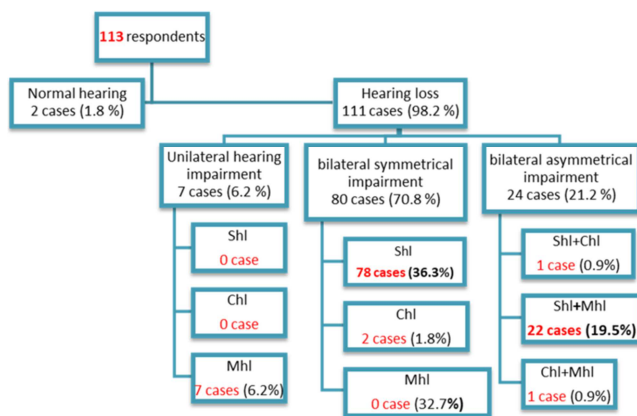 113 respondents
Normal hearing
2 cases (1.8 %)
Hearing loss
111 cases (98.2 %)
Unilateral hearing
impairment
7 cases (6.2 %)
Shl
0 case
Chl
0 case
Mhl
7 cases (6.2%)
bilateral symmetrical
impairment
80 cases (70.8 %)
Shl
78 cases (36.3%)
Chl
2 cases (1.8%)
Mhl
0 case (32.7%)
bilateral asymmetrical
impairment
24 cases (21.2 %)
Shl+Chl
1 case (0.9%)
Shl+Mhl
22 cases (19.5%)
Chl+Mhl
1 case (0.9%)